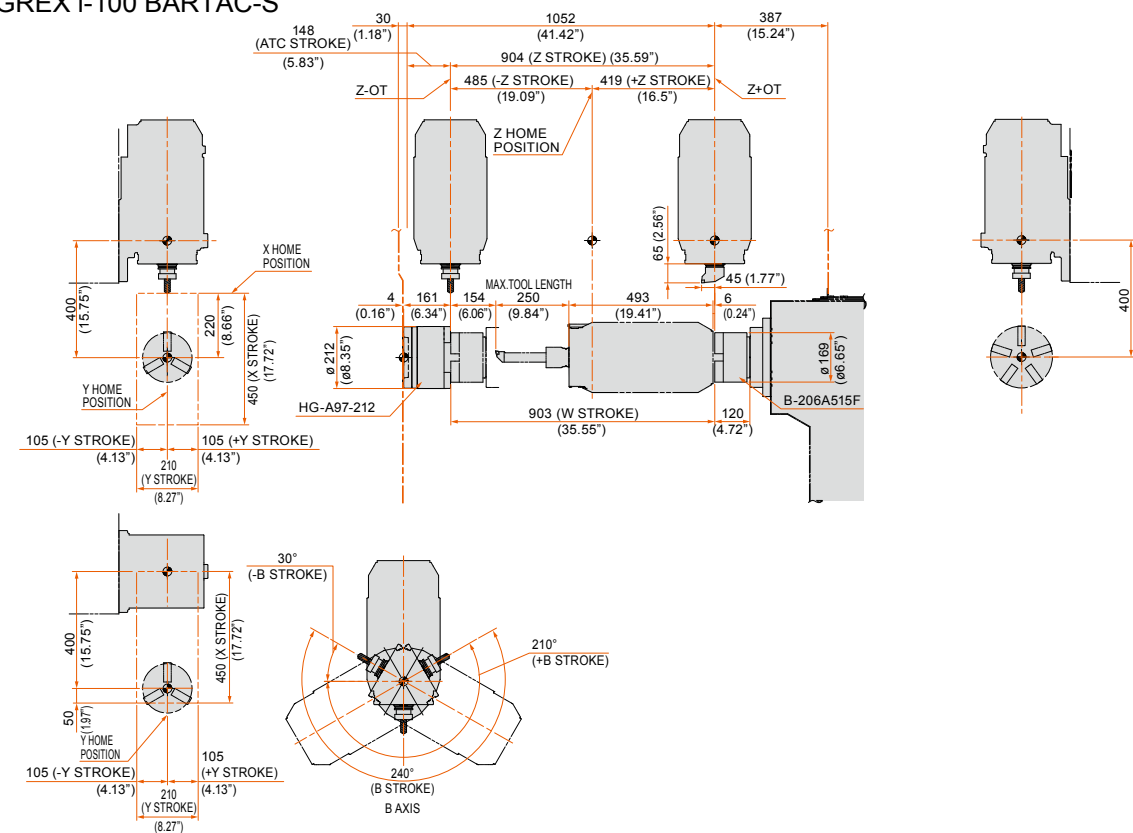 GREX i-100 BARTAC-S
30
(1.18")
1052
(41.42")
387
(15.24")
148
(ATC STROKE)
(5.83")
904 (Z STROKE) (35.59")
485 (-Z STROKE)
(19.09")
419 (+Z STROKE)
(16.5")
Z-OT
Z+OT
Z HOME
POSITION
X HOME
POSITION
400
(15.75")
220
(8.66")
450 (X STROKE)
(17.72")
Y HOME
POSITION
105 (-Y STROKE)
(4.13")
105 (+Y STROKE)
(4.13")
210
(Y STROKE)
(8.27")
65 (2.56")
45 (1.77")
MAX.TOOL LENGTH
4
(0.16")
161
(6.34")
154
(6.06")
250
(9.84")
493
(19.41")
6
(0.24")
ø 212
(ø8.35")
ø169
(ø6.65")
HG-A97-212
B-206A515F
903 (W STROKE)
(35.55")
120
(4.72")
400
400
(15.75")
450 (X STROKE)
(17.72")
50
(1.97")
Y HOME
POSITION
105 (-Y STROKE)
(4.13")
105
(+Y STROKE)
(4.13")
210
(Y STROKE)
(8.27")
30°
(-B STROKE)
210°
(+B STROKE)
240°
(B STROKE)
B AXIS